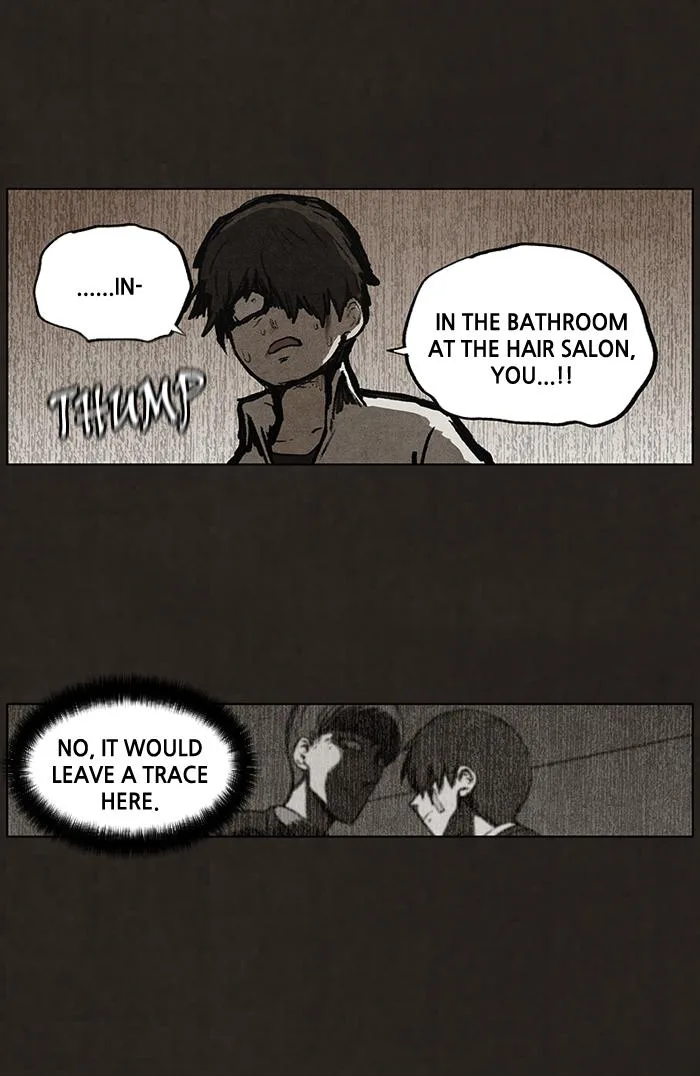 ......IN-
IN THE BATHROOM
AT THE HAIR SALON,
YOU...!!
THUMP
NO, IT WOULD
LEAVE A TRACE
HERE.